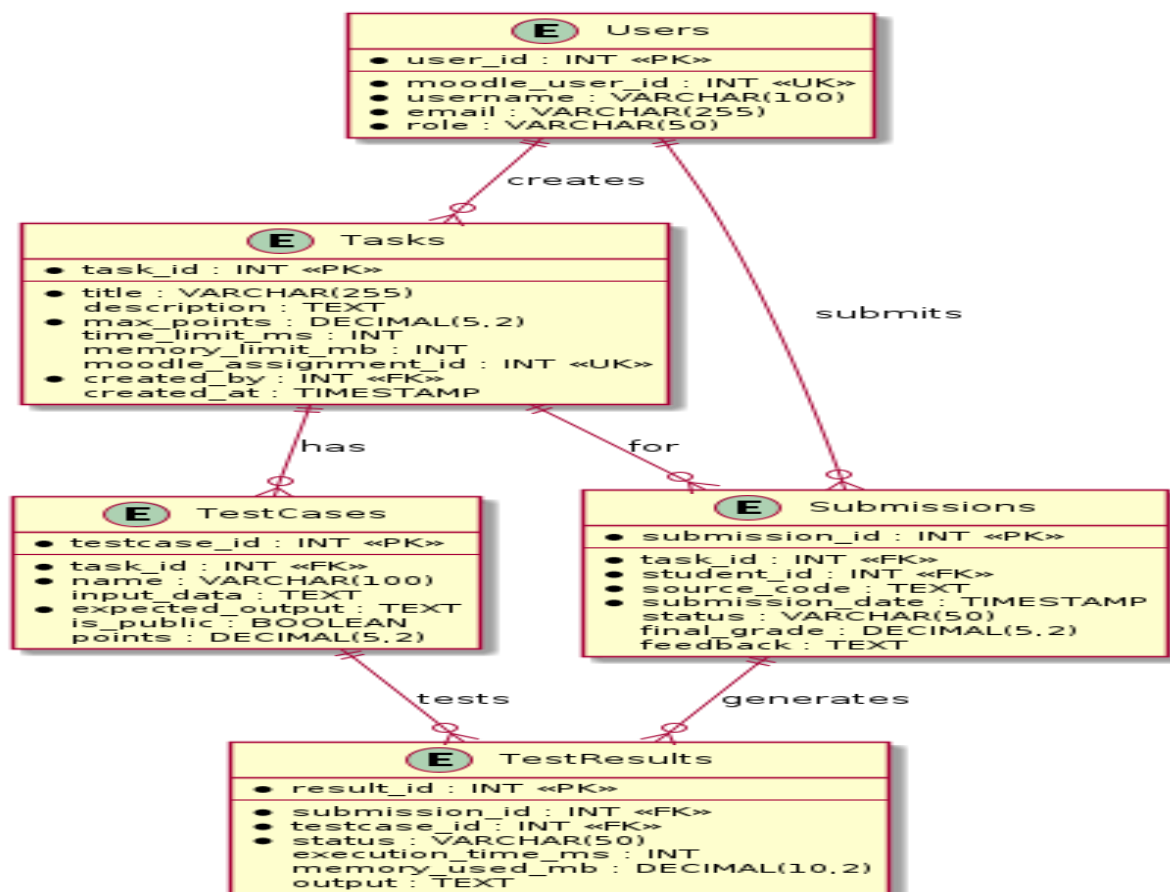 E Users
user_id : INT «PK»
moodle_user_id : INT «UK»
username : VARCHAR(100)
email : VARCHAR(255)
role : VARCHAR(50)
creates
submits
E Tasks
task_id : INT «PK»
title : VARCHAR(255)
description : TEXT
max_points : DECIMAL(5,2)
time_limit_ms : INT
memory_limit_mb : INT
moodle_assignment_id : INT «UK»
created_by : INT «FK»
created_at : TIMESTAMP
has
for
E TestCases
testcase_id : INT «PK»
task_id : INT «FK»
name : VARCHAR(100)
input_data : TEXT
expected_output : TEXT
is_public : BOOLEAN
points : DECIMAL(5,2)
E Submissions
submission_id : INT «PK»
task_id : INT «FK»
student_id : INT «FK»
source_code : TEXT
submission_date : TIMESTAMP
status : VARCHAR(50)
final_grade : DECIMAL(5,2)
feedback : TEXT
tests
generates
E TestResults
result_id : INT «PK»
submission_id : INT «FK»
testcase_id : INT «FK»
status : VARCHAR(50)
execution_time_ms : INT
memory_used_mb : DECIMAL(10,2)
output : TEXT